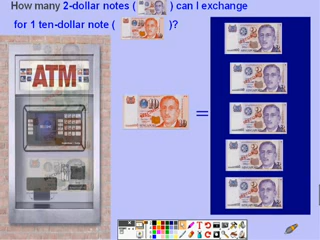 How many 2-dollar notes ( ) can I exchange
for 1 ten-dollar note ( )?
ATM
=